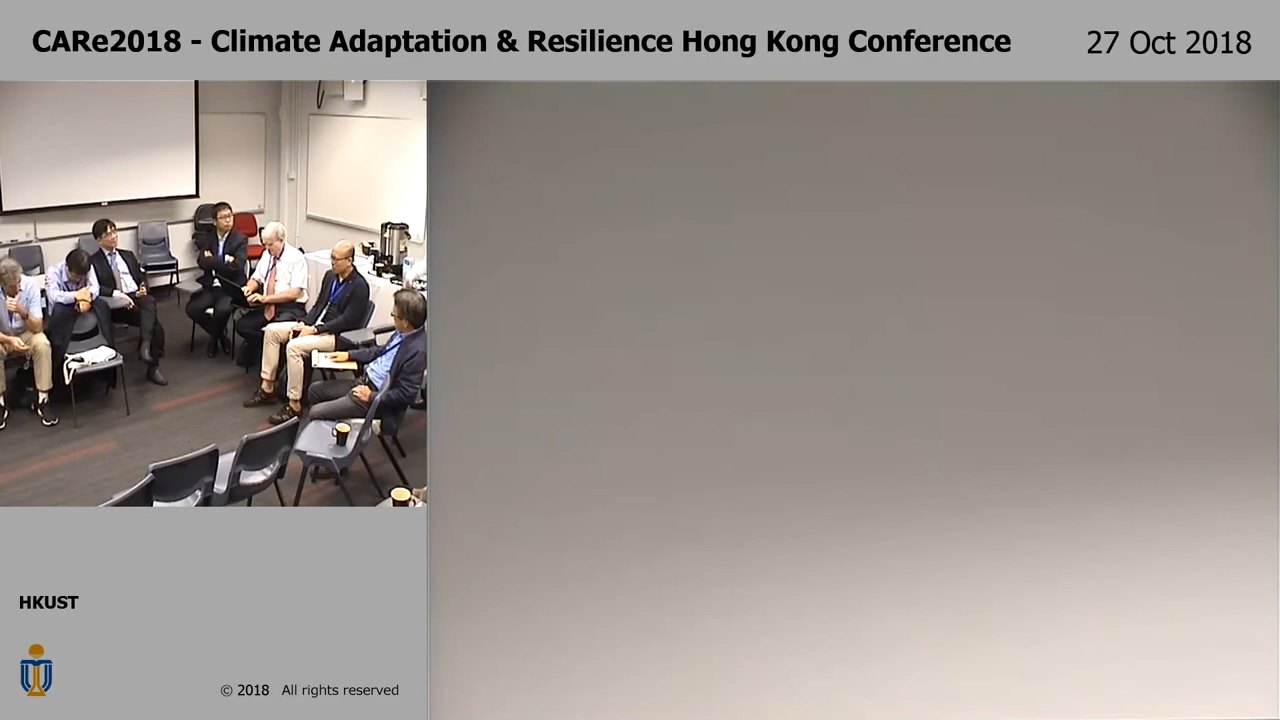 CARe2018 - Climate Adaptation & Resilience Hong Kong Conference
27 Oct 2018
HKUST
© 2018 All rights reserved